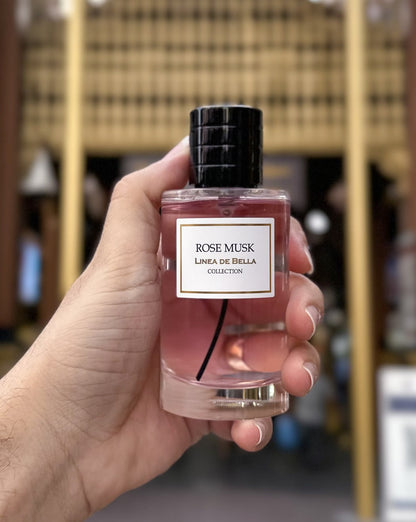 ROSE MUSK
LINEA DE BELLA
COLLECTION